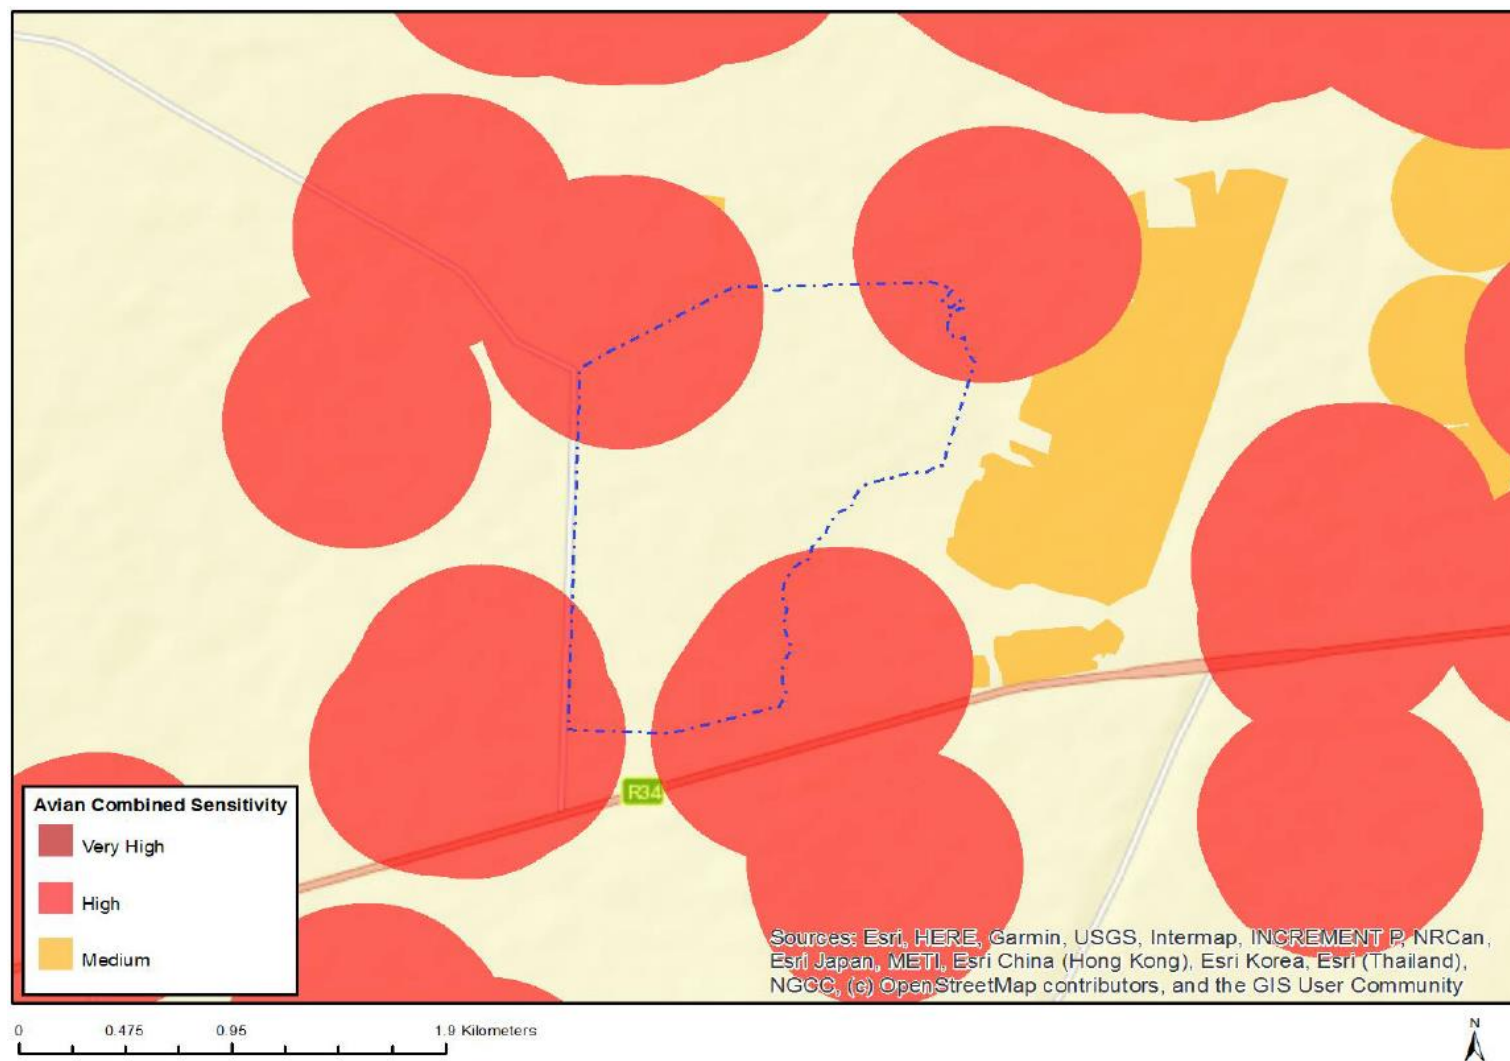 R34
Avian Combined Sensitivity
Very High
High
Medium
Sources: Esri, HERE, Garmin, USGS, Intermap, INCREMENT P, NRCan,
Esri Japan, METI, Esri China (Hong Kong), Esri Korea, Esri (Thailand),
NGCC, (c) OpenStreetMap contributors, and the GIS User Community
0 0.475 0.95 1.9 Kilometers
N